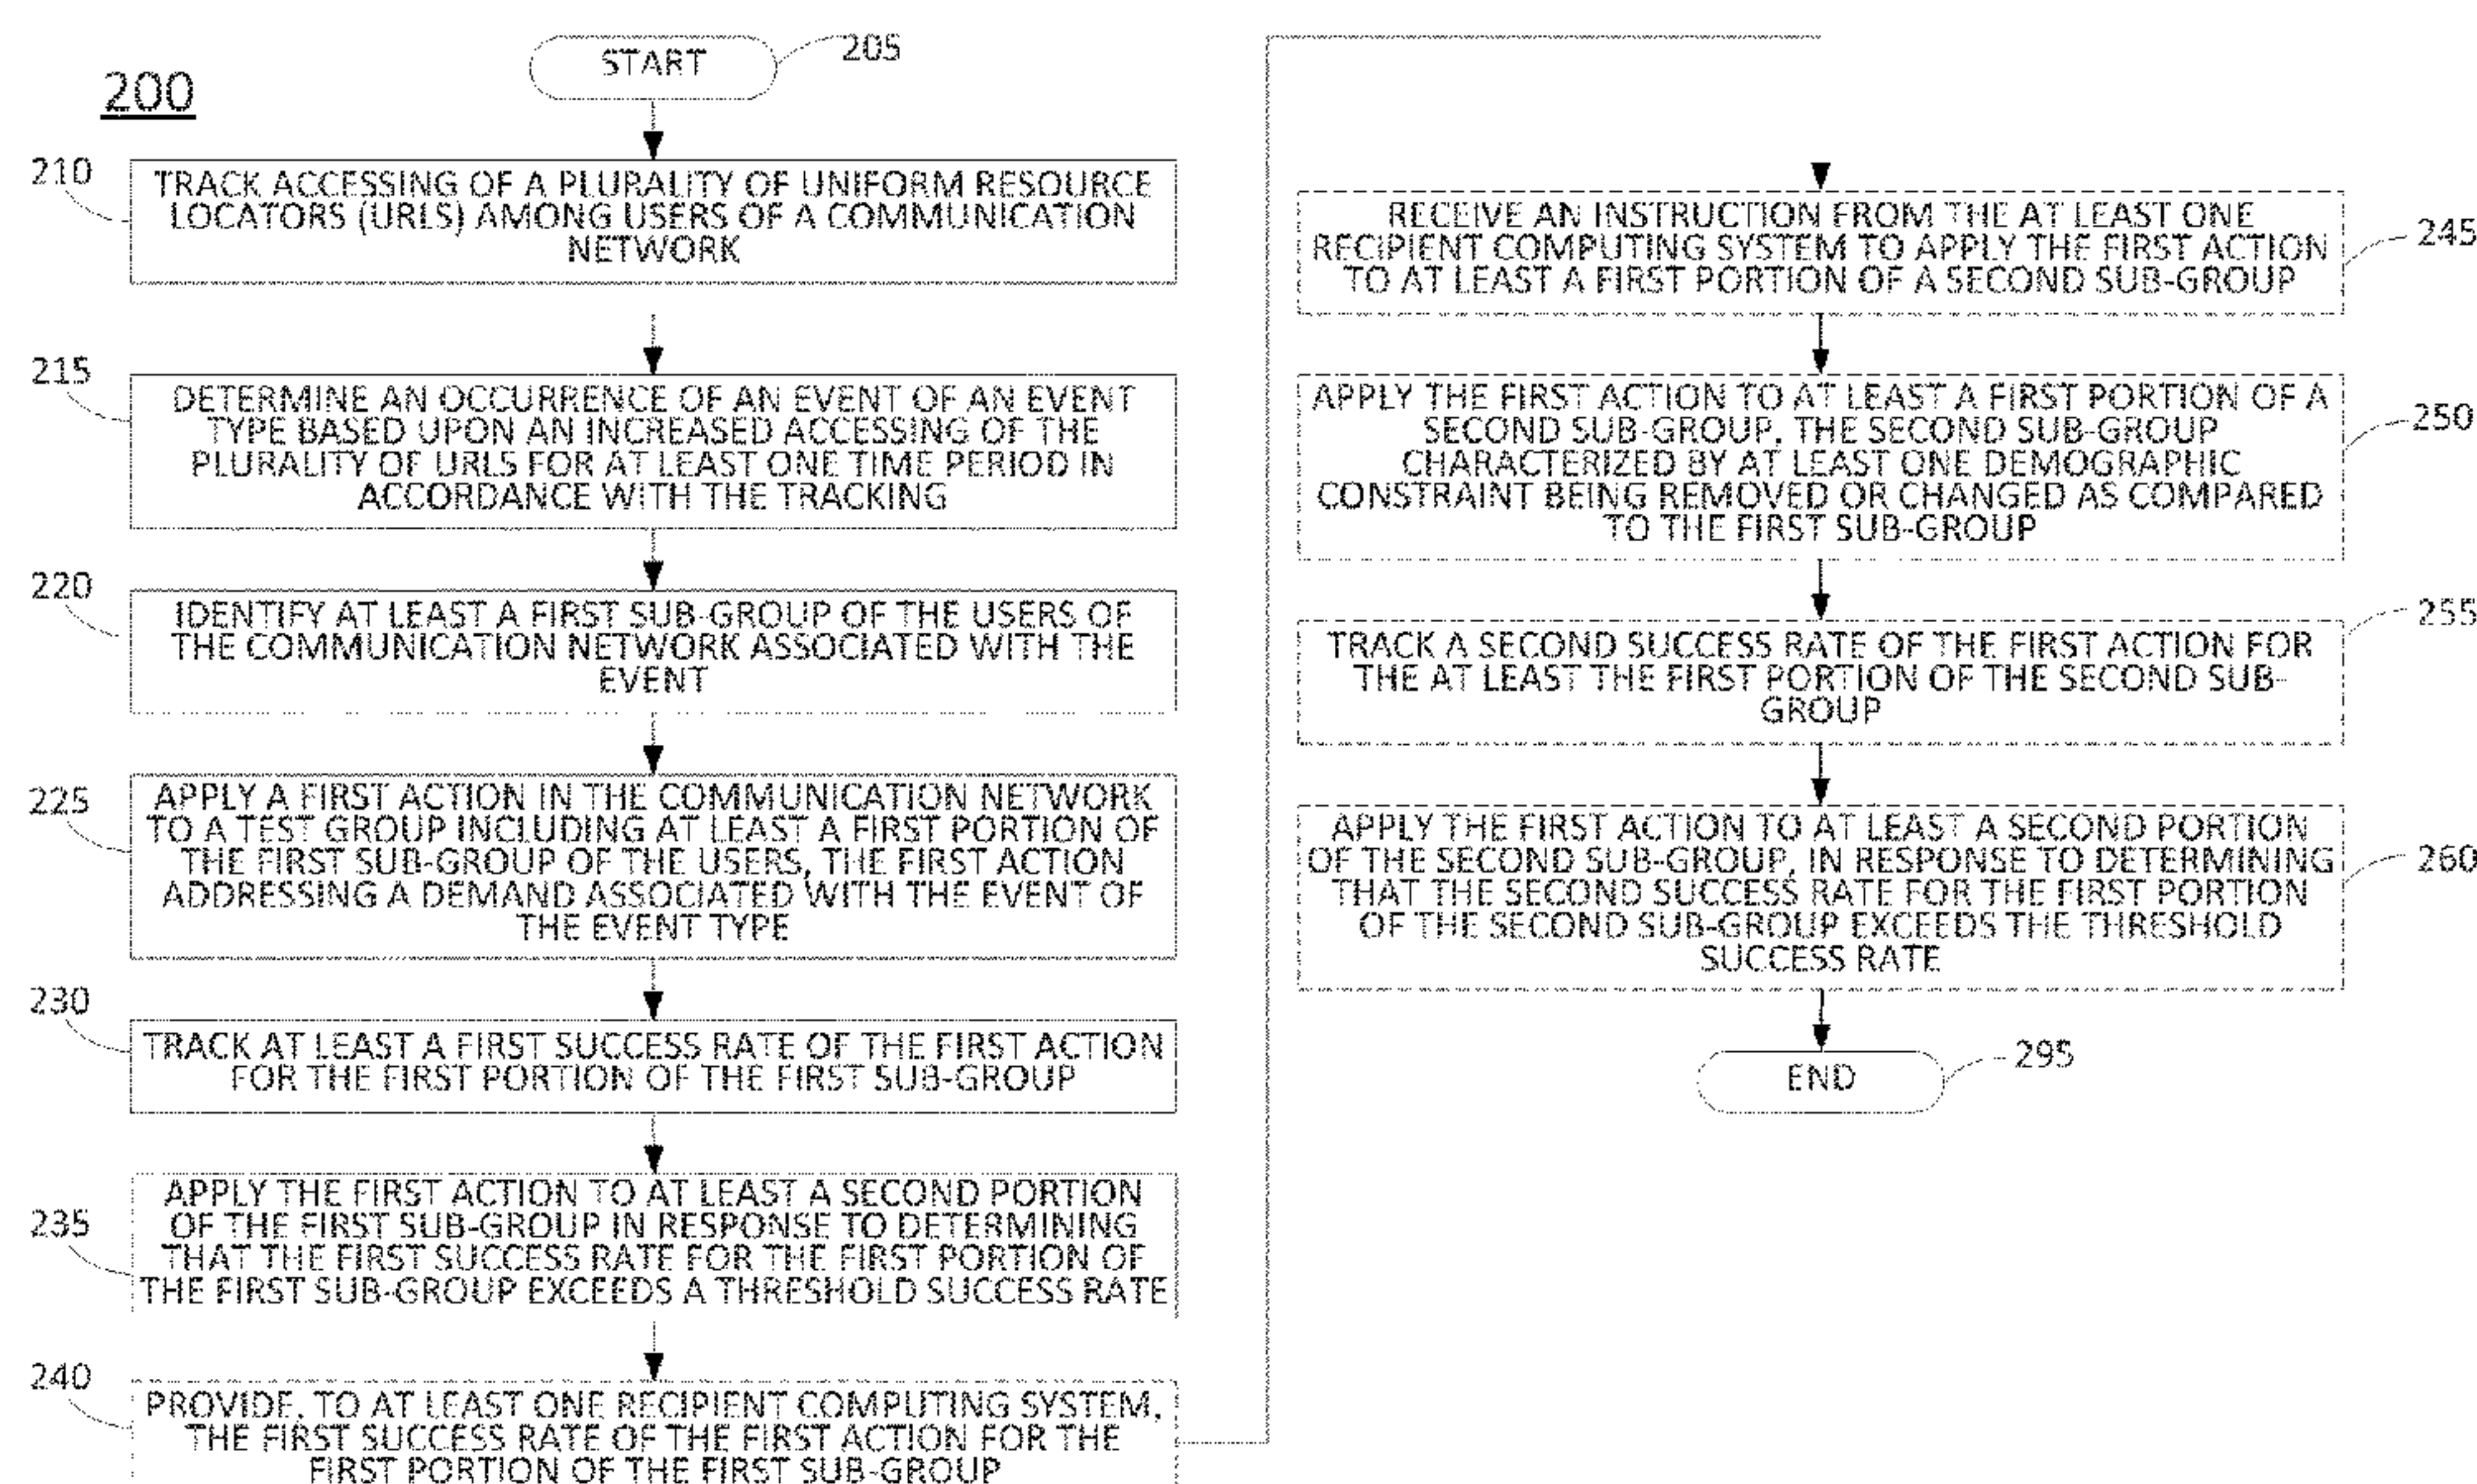 200
START
205
210
TRACK ACCESSING OF A PLURALITY OF UNIFORM RESOURCE
LOCATORS (URLS) AMONG USERS OF A COMMUNICATION
NETWORK
215
DETERMINE AN OCCURRENCE OF AN EVENT OF AN EVENT
TYPE BASED UPON AN INCREASED ACCESSING OF THE
PLURALITY OF URLS FOR AT LEAST ONE TIME PERIOD IN
ACCORDANCE WITH THE TRACKING
220
IDENTIFY AT LEAST A FIRST SUB-GROUP OF THE USERS OF
THE COMMUNICATION NETWORK ASSOCIATED WITH THE
EVENT
225
APPLY A FIRST ACTION IN THE COMMUNICATION NETWORK
TO A TEST GROUP INCLUDING AT LEAST A FIRST PORTION OF
THE FIRST SUB-GROUP OF THE USERS, THE FIRST ACTION
ADDRESSING A DEMAND ASSOCIATED WITH THE EVENT OF
THE EVENT TYPE
230
TRACK AT LEAST A FIRST SUCCESS RATE OF THE FIRST ACTION
FOR THE FIRST PORTION OF THE FIRST SUB-GROUP
235
APPLY THE FIRST ACTION TO AT LEAST A SECOND PORTION
OF THE FIRST SUB-GROUP IN RESPONSE TO DETERMINING
THAT THE FIRST SUCCESS RATE FOR THE FIRST PORTION OF
THE FIRST SUB-GROUP EXCEEDS A THRESHOLD SUCCESS RATE
240
PROVIDE, TO AT LEAST ONE RECIPIENT COMPUTING SYSTEM,
THE FIRST SUCCESS RATE OF THE FIRST ACTION FOR THE
FIRST PORTION OF THE FIRST SUB-GROUP
RECEIVE AN INSTRUCTION FROM THE AT LEAST ONE
RECIPIENT COMPUTING SYSTEM TO APPLY THE FIRST ACTION
TO AT LEAST A FIRST PORTION OF A SECOND SUB-GROUP
245
APPLY THE FIRST ACTION TO AT LEAST A FIRST PORTION OF A
SECOND SUB-GROUP, THE SECOND SUB-GROUP
CHARACTERIZED BY AT LEAST ONE DEMOGRAPHIC
CONSTRAINT BEING REMOVED OR CHANGED AS COMPARED
TO THE FIRST SUB-GROUP
250
TRACK A SECOND SUCCESS RATE OF THE FIRST ACTION FOR
THE AT LEAST THE FIRST PORTION OF THE SECOND SUB-
GROUP
255
APPLY THE FIRST ACTION TO AT LEAST A SECOND PORTION
OF THE SECOND SUB-GROUP, IN RESPONSE TO DETERMINING
THAT THE SECOND SUCCESS RATE FOR THE FIRST PORTION
OF THE SECOND SUB-GROUP EXCEEDS THE THRESHOLD
SUCCESS RATE
260
END
295